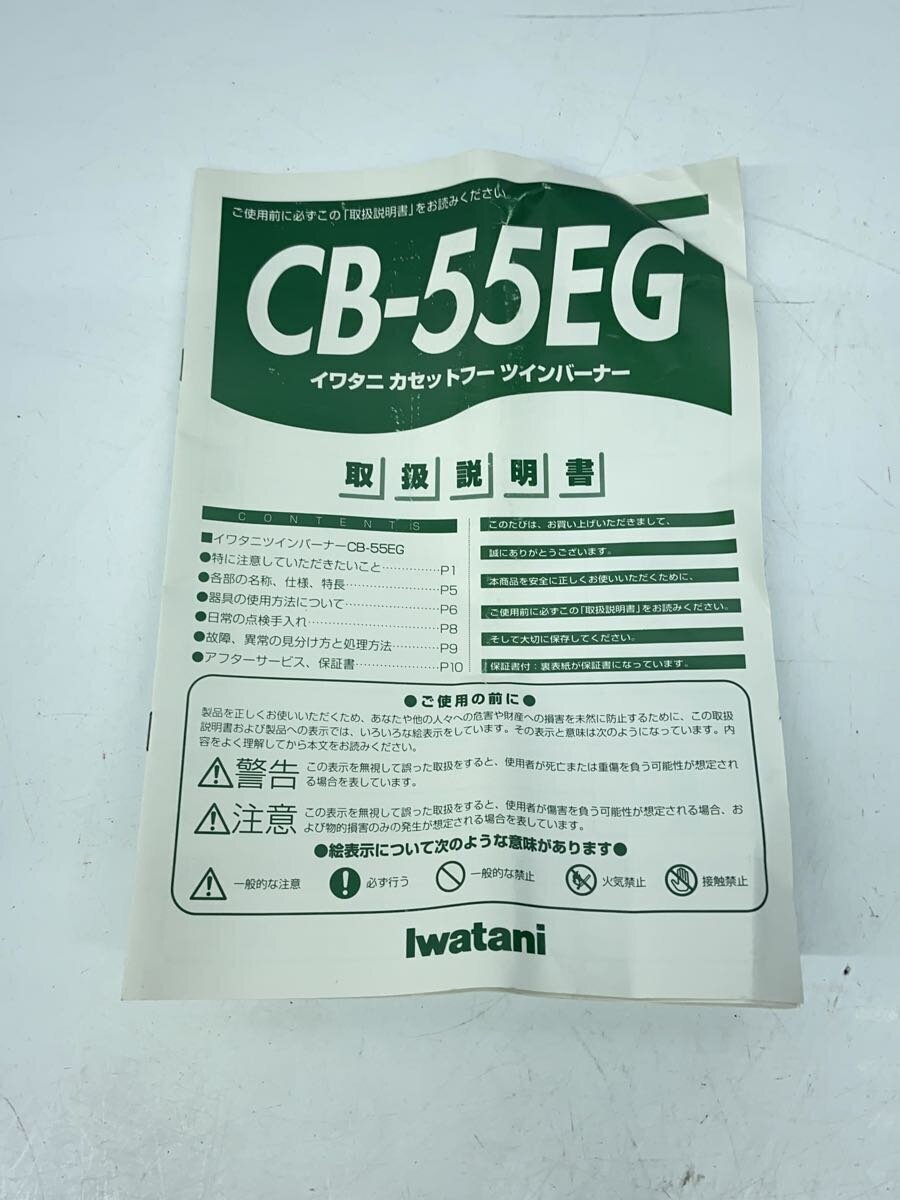 ご使用前に必ずこの「取扱説明書」をお読みください
CB-55EG
イワタニ カセットフー ツインバーナー
取扱説明書
CONTENTS
■イワタニツインバーナーCB-55EG
●特に注意していただきたいこと……………P1
●各部の名称、仕様、特長……………………P5
●器具の使用方法について……………………P6
●日常の点検手入れ……………………………P8
●故障、異常の見分け方と処理方法…………P9
●アフターサービス、保証書…………………P10
このたびは、お買い上げいただきまして、
誠にありがとうございます。
本商品を安全に正しくお使いいただくために、
ご使用前に必ずこの「取扱説明書」をお読みください。
そして大切に保存してください。
保証書付：裏表紙が保証書になっています。
●ご使用の前に●
製品を正しくお使いいただくため、あなたや他の人々への危害や財産への損害を未然に防止するために、この取扱
説明書および製品への表示では、いろいろな絵表示をしています。その表示と意味は次のようになっています。内
容をよく理解してから本文をお読みください。
警告 この表示を無視して誤った取扱をすると、使用者が死亡または重傷を負う可能性が想定され
る場合を表しています。
注意 この表示を無視して誤った取扱をすると、使用者が傷害を負う可能性が想定される場合、お
よび物的損害のみの発生が想定される場合を表しています。
●絵表示について次のような意味があります●
一般的な注意 必ず行う 一般的な禁止 火気禁止 接触禁止
Iwatani